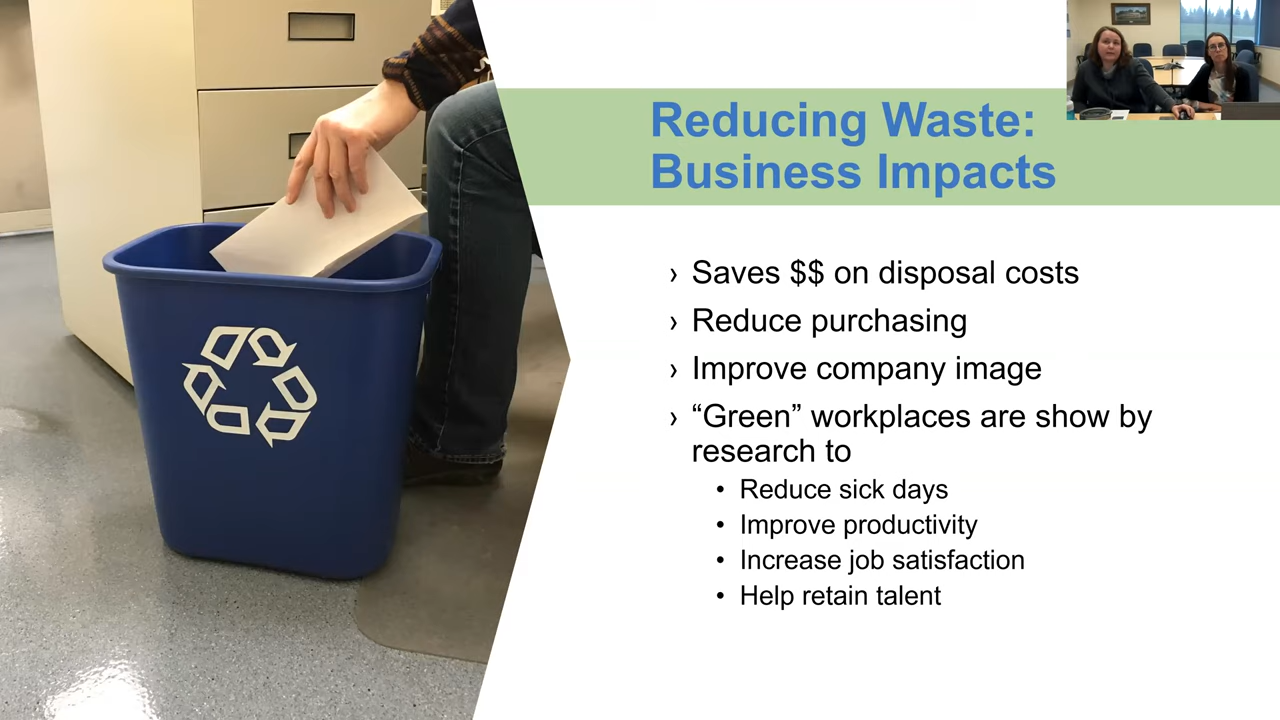 Reducing Waste:
Business Impacts
› Saves $$ on disposal costs
› Reduce purchasing
› Improve company image
› “Green” workplaces are show by
research to
• Reduce sick days
• Improve productivity
• Increase job satisfaction
• Help retain talent